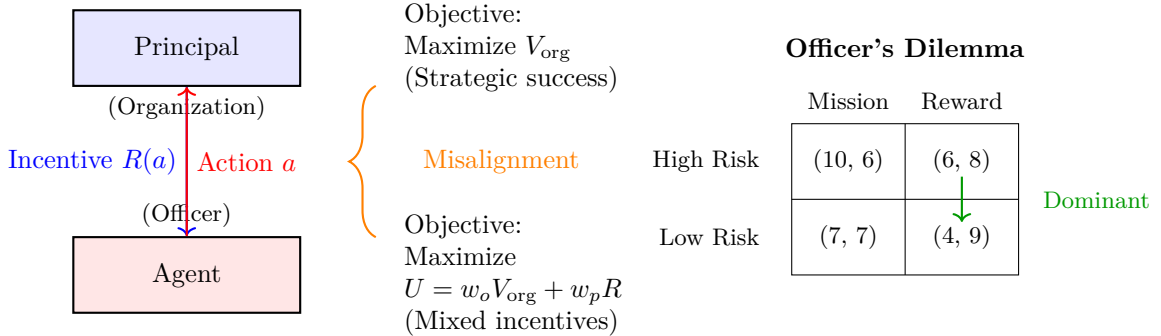 Principal
(Organization)
Incentive R(a)
Action a
(Officer)
Agent
Objective:
Maximize V_org
(Strategic success)
Misalignment
Objective:
Maximize
U = w_o V_org + w_p R
(Mixed incentives)
Officer's Dilemma
Mission Reward
High Risk (10, 6) (6, 8)
Low Risk (7, 7) (4, 9)
Dominant